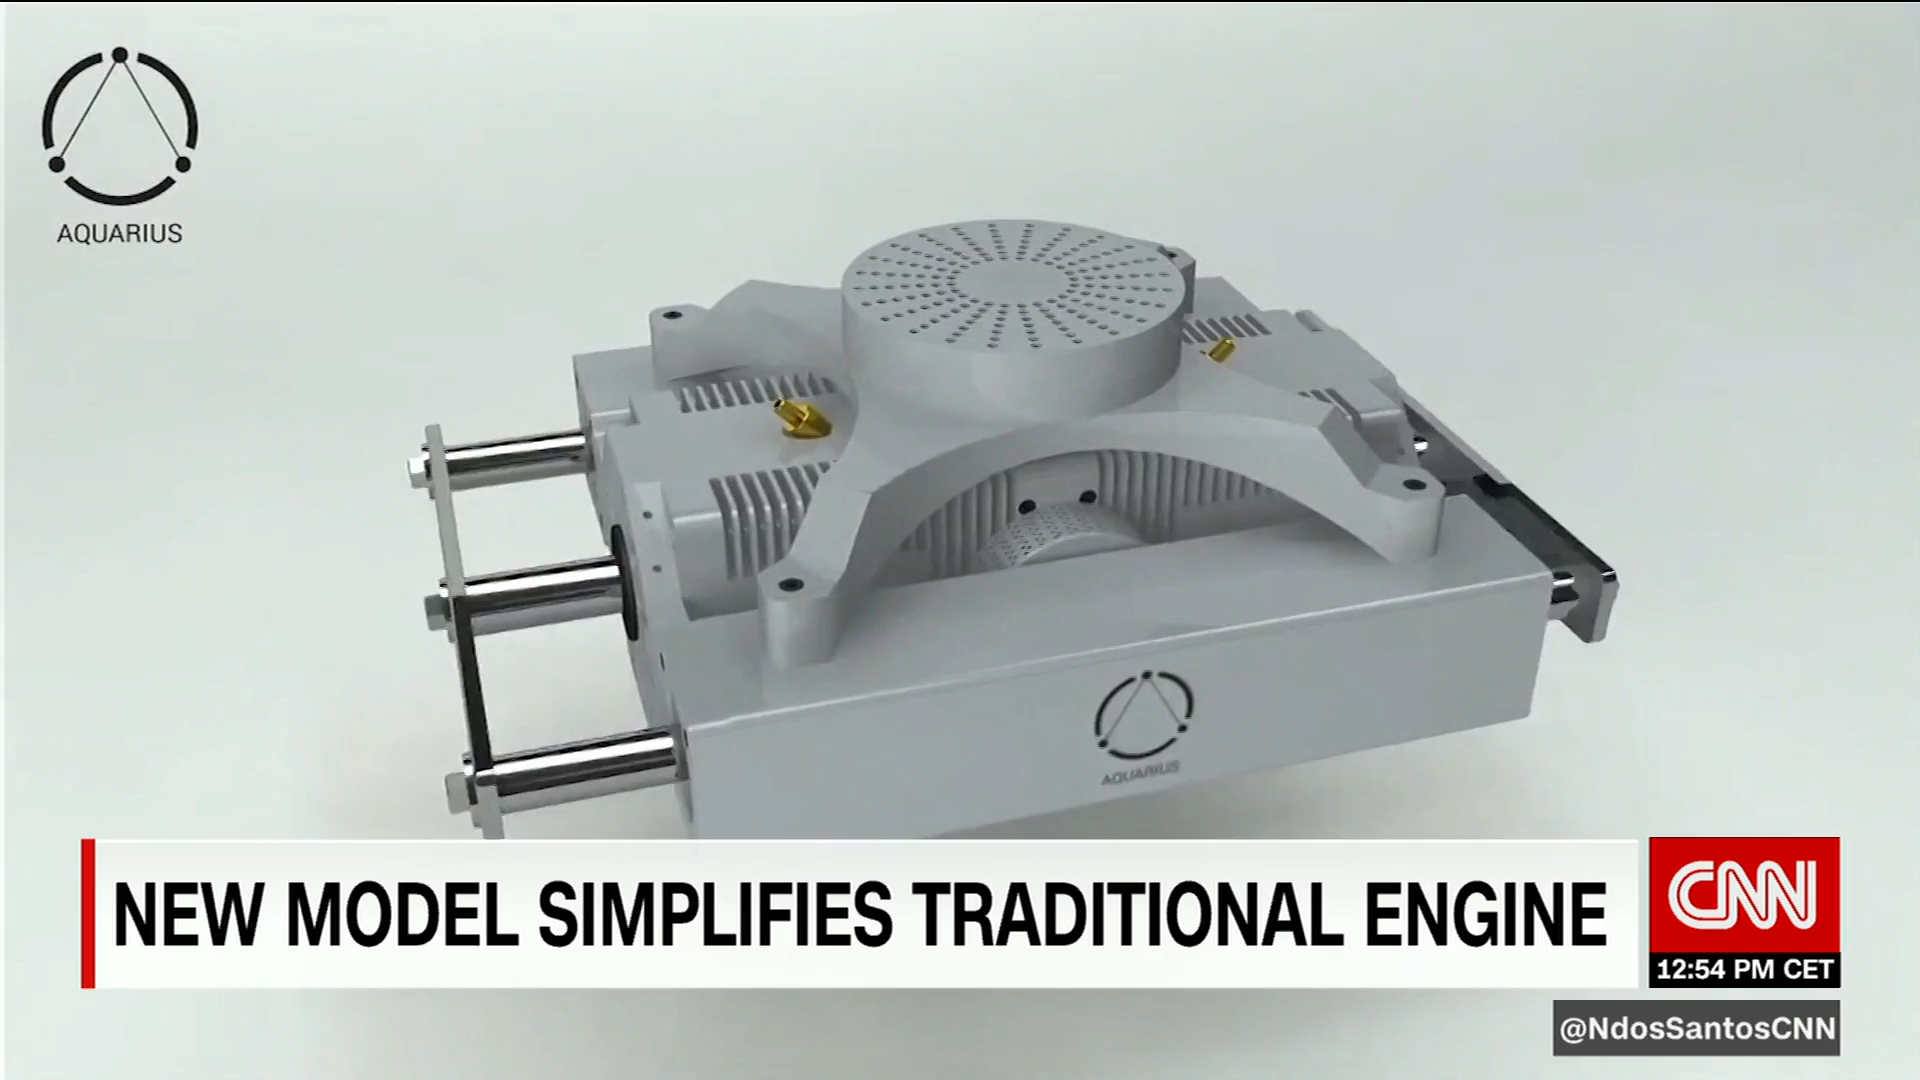 AQUARIUS
AQUARIUS
NEW MODEL SIMPLIFIES TRADITIONAL ENGINE
CNN
12:54 PM CET
@NdosSantosCNN